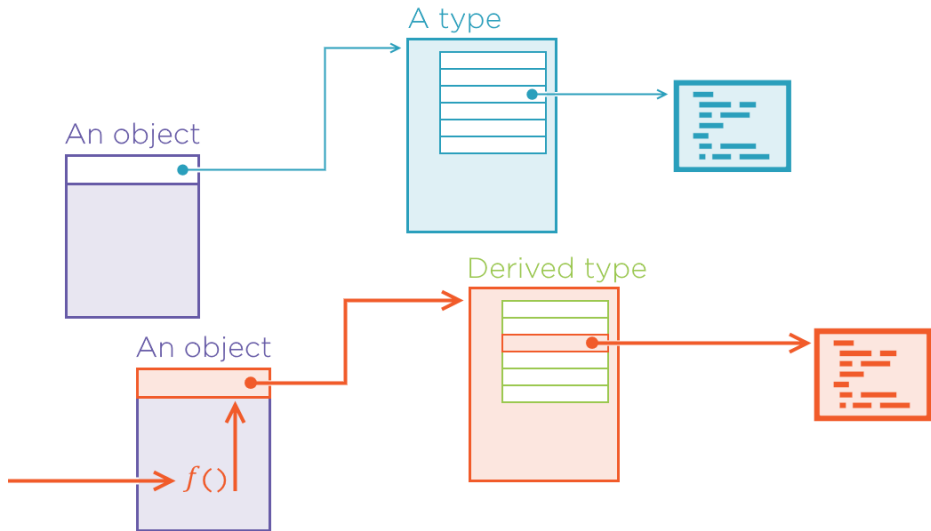 A type
An object
Derived type
An object
f()